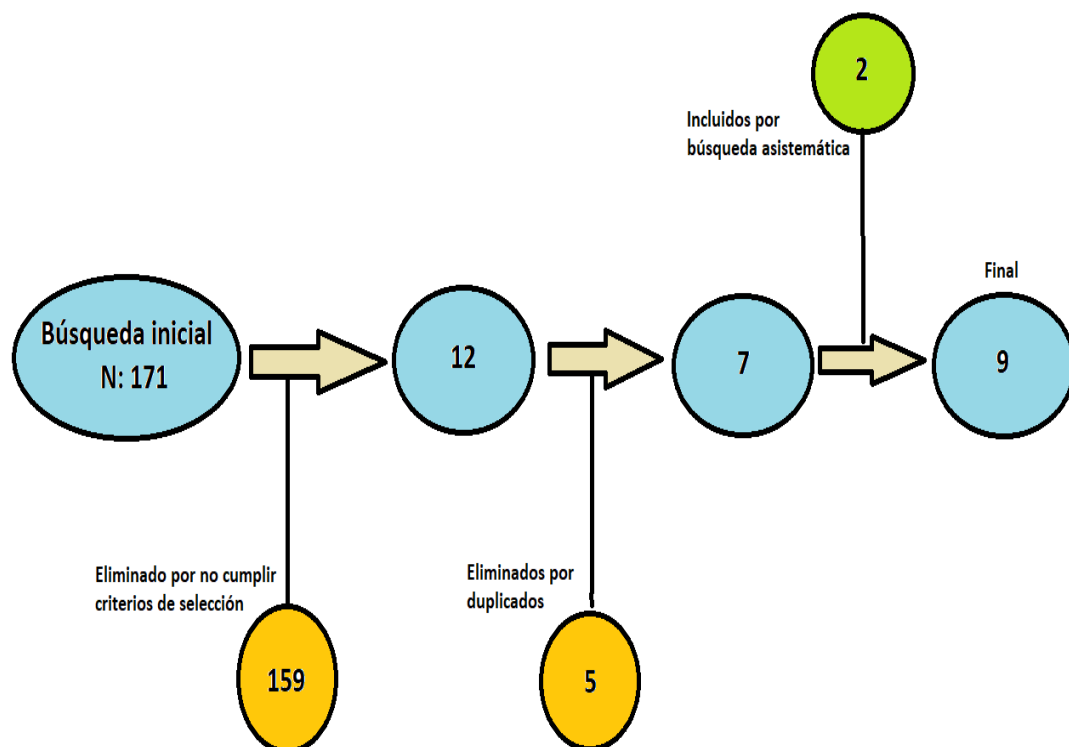 2
Incluidos por
búsqueda asistemática
Final
Búsqueda inicial
N: 171
12
7
9
Eliminado por no cumplir
criterios de selección
Eliminados por
duplicados
159
5